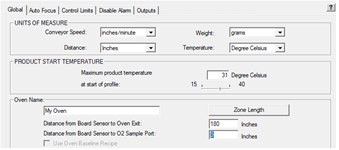 Global Auto Focus Control Limits Disable Alarm Outputs
UNITS OF MEASURE
Conveyor Speed: inches/minute Weight: grams
Distance: Inches Temperature: Degree Celsius
PRODUCT START TEMPERATURE
Maximum product temperature 31 Degree Celsius
at start of profile: 15 40
Oven Name:
My Oven Zone Length
Distance from Board Sensor to Oven Exit: 180 Inches
Distance from Board Sensor to O2 Sample Port: Inches
Use Oven Baseline Recipe